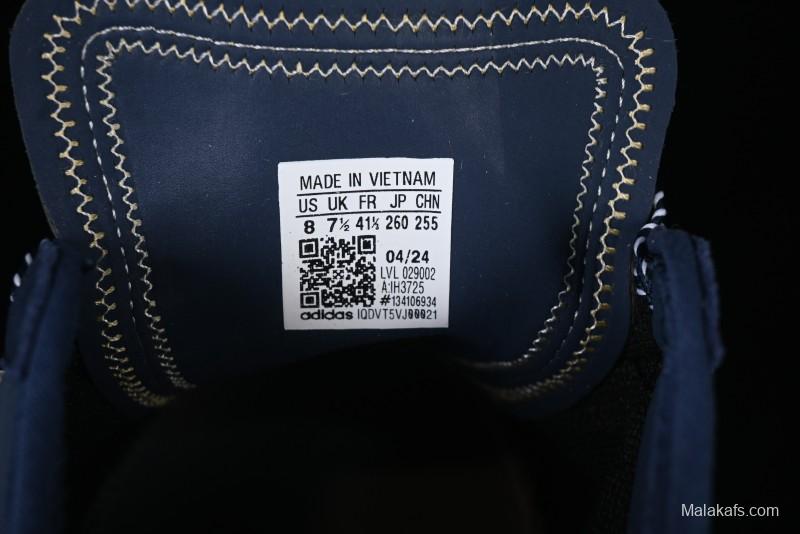 MADE IN VIETNAM
US UK FR JP CHN
8 7½ 41⅓ 260 255
04/24
LVL 029002
A:IH3725
#134106934
adidas IQDVT5VJ00021
Malakafs.com